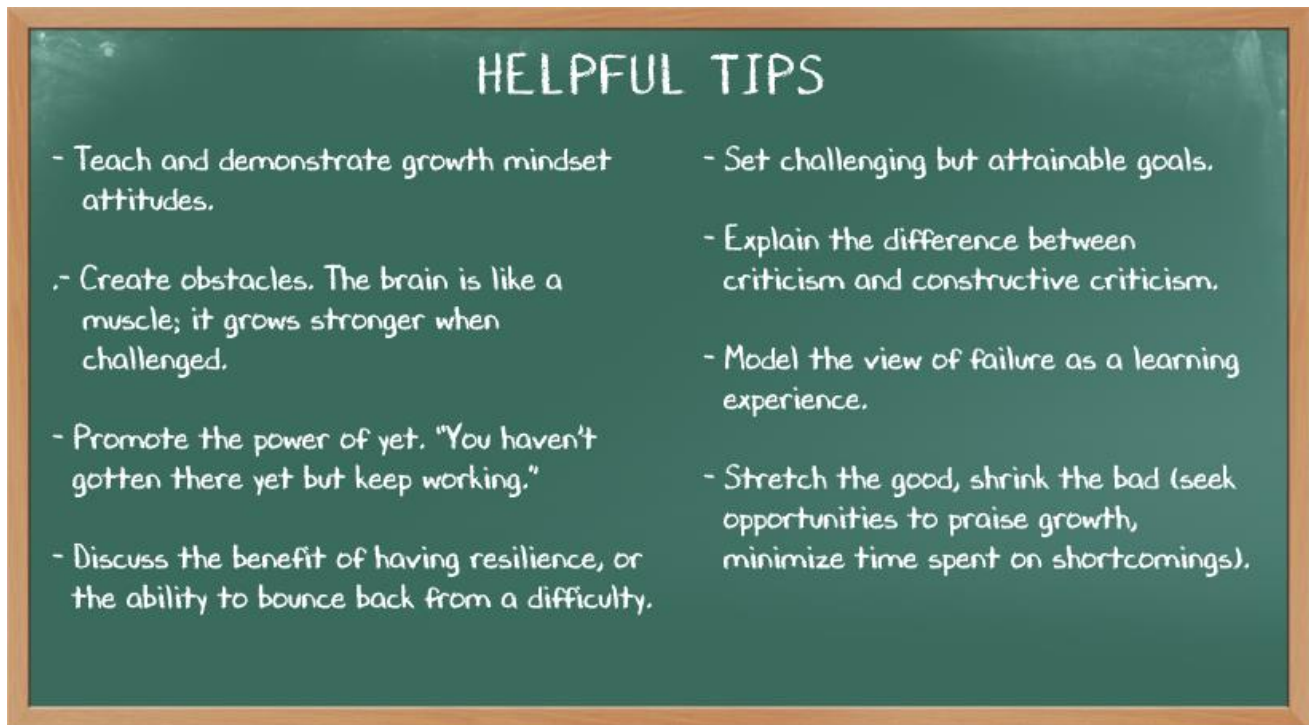 HELPFUL TIPS
- Teach and demonstrate growth mindset
attitudes.
.- Create obstacles. The brain is like a
muscle; it grows stronger when
challenged.
- Promote the power of yet. "You haven't
gotten there yet but keep working."
- Discuss the benefit of having resilience, or
the ability to bounce back from a difficulty.
- Set challenging but attainable goals.
- Explain the difference between
criticism and constructive criticism.
- Model the view of failure as a learning
experience.
- Stretch the good, shrink the bad (seek
opportunities to praise growth,
minimize time spent on shortcomings).